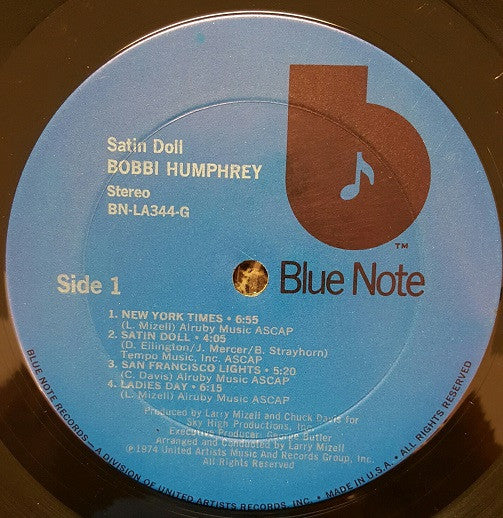 Satin Doll
BOBBI HUMPHREY
Stereo
BN-LA344-G
Side 1
TM
Blue Note
1. NEW YORK TIMES • 6:55
(L. Mizell) Alruby Music ASCAP
2. SATIN DOLL • 4:05
(D. Ellington/J. Mercer/B. Strayhorn)
Tempo Music, Inc. ASCAP
3. SAN FRANCISCO LIGHTS • 5:20
(C. Davis) Alruby Music ASCAP
4. LADIES DAY • 6:15
(L. Mizell) Alruby Music ASCAP
Produced by Larry Mizell and Chuck Davis for
Sky High Productions, Inc.
Executive Producer: George Butler
Arranged and Conducted by Larry Mizell
℗1974 United Artists Music And Records Group, Inc.
All Rights Reserved
BLUE NOTE RECORDS – A DIVISION OF UNITED ARTISTS RECORDS, INC. • MADE IN U.S.A. • ALL RIGHTS RESERVED